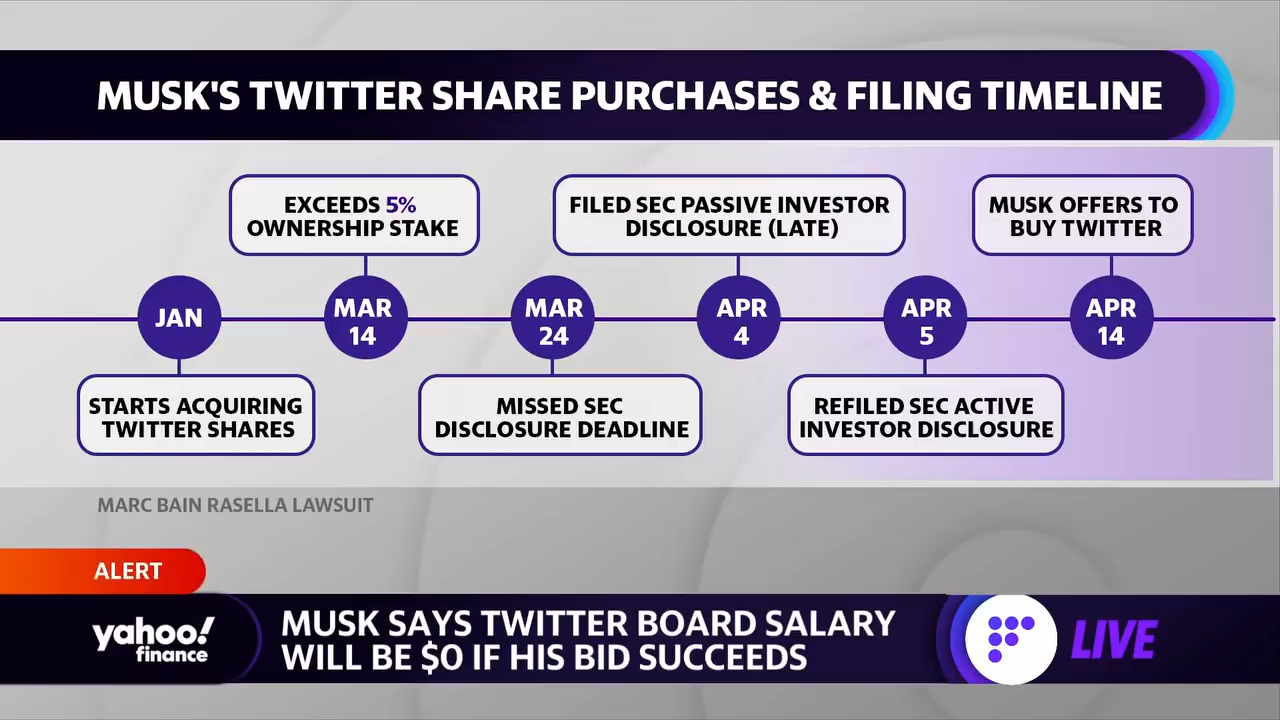 MUSK'S TWITTER SHARE PURCHASES & FILING TIMELINE
EXCEEDS 5%
OWNERSHIP STAKE
FILED SEC PASSIVE INVESTOR
DISCLOSURE (LATE)
MUSK OFFERS TO
BUY TWITTER
JAN
MAR
14
MAR
24
APR
4
APR
5
APR
14
STARTS ACQUIRING
TWITTER SHARES
MISSED SEC
DISCLOSURE DEADLINE
REFILED SEC ACTIVE
INVESTOR DISCLOSURE
MARC BAIN RASELLA LAWSUIT
ALERT
yahoo!
finance
MUSK SAYS TWITTER BOARD SALARY
WILL BE $0 IF HIS BID SUCCEEDS
LIVE